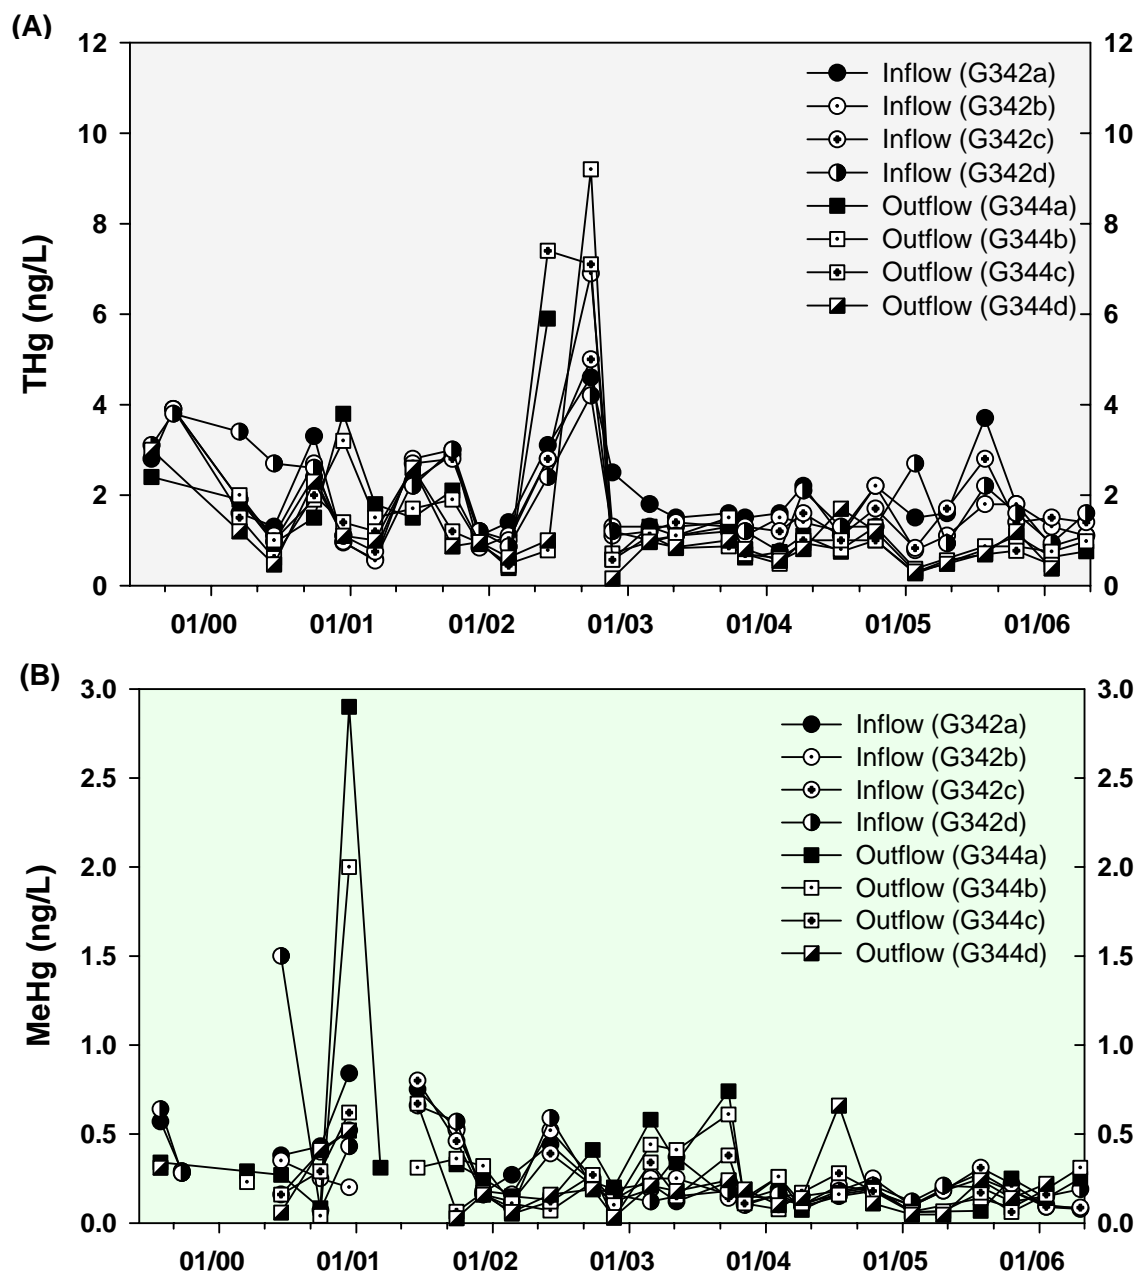 (A)
12 12
10 10
8 8
6 6
4 4
2 2
0 0
THg (ng/L)
Inflow (G342a)
Inflow (G342b)
Inflow (G342c)
Inflow (G342d)
Outflow (G344a)
Outflow (G344b)
Outflow (G344c)
Outflow (G344d)
01/00 01/01 01/02 01/03 01/04 01/05 01/06
(B)
3.0 3.0
2.5 2.5
2.0 2.0
1.5 1.5
1.0 1.0
0.5 0.5
0.0 0.0
MeHg (ng/L)
Inflow (G342a)
Inflow (G342b)
Inflow (G342c)
Inflow (G342d)
Outflow (G344a)
Outflow (G344b)
Outflow (G344c)
Outflow (G344d)
01/00 01/01 01/02 01/03 01/04 01/05 01/06